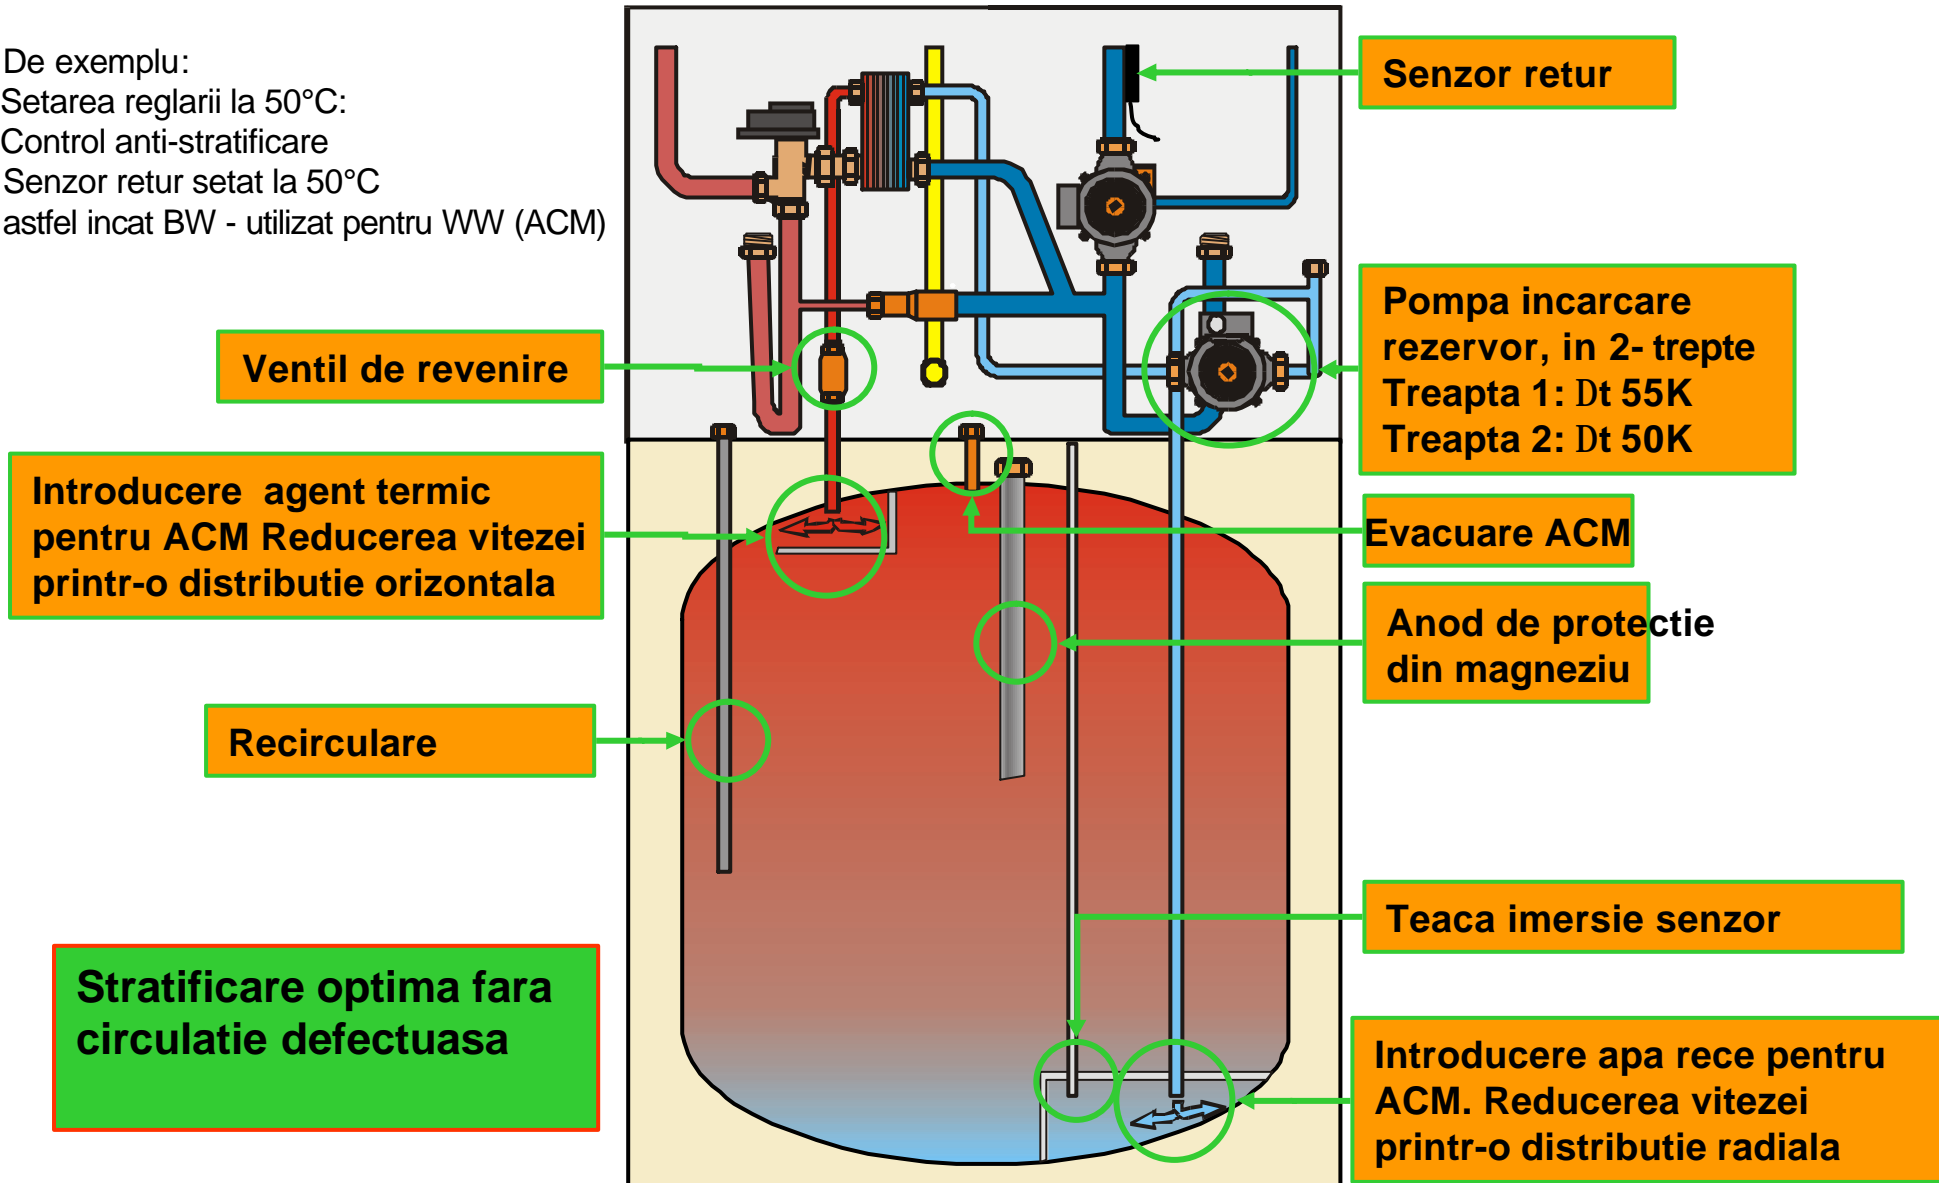 De exemplu:
Setarea reglarii la 50°C:
Control anti-stratificare
Senzor retur setat la 50°C
astfel incat BW - utilizat pentru WW (ACM)
Senzor retur
Pompa incarcare
rezervor, in 2- trepte
Treapta 1: Dt 55K
Treapta 2: Dt 50K
Ventil de revenire
Introducere agent termic
pentru ACM Reducerea vitezei
printr-o distributie orizontala
Evacuare ACM
Anod de protectie
din magneziu
Recirculare
Teaca imersie senzor
Stratificare optima fara
circulatie defectuasa
Introducere apa rece pentru
ACM. Reducerea vitezei
printr-o distributie radiala